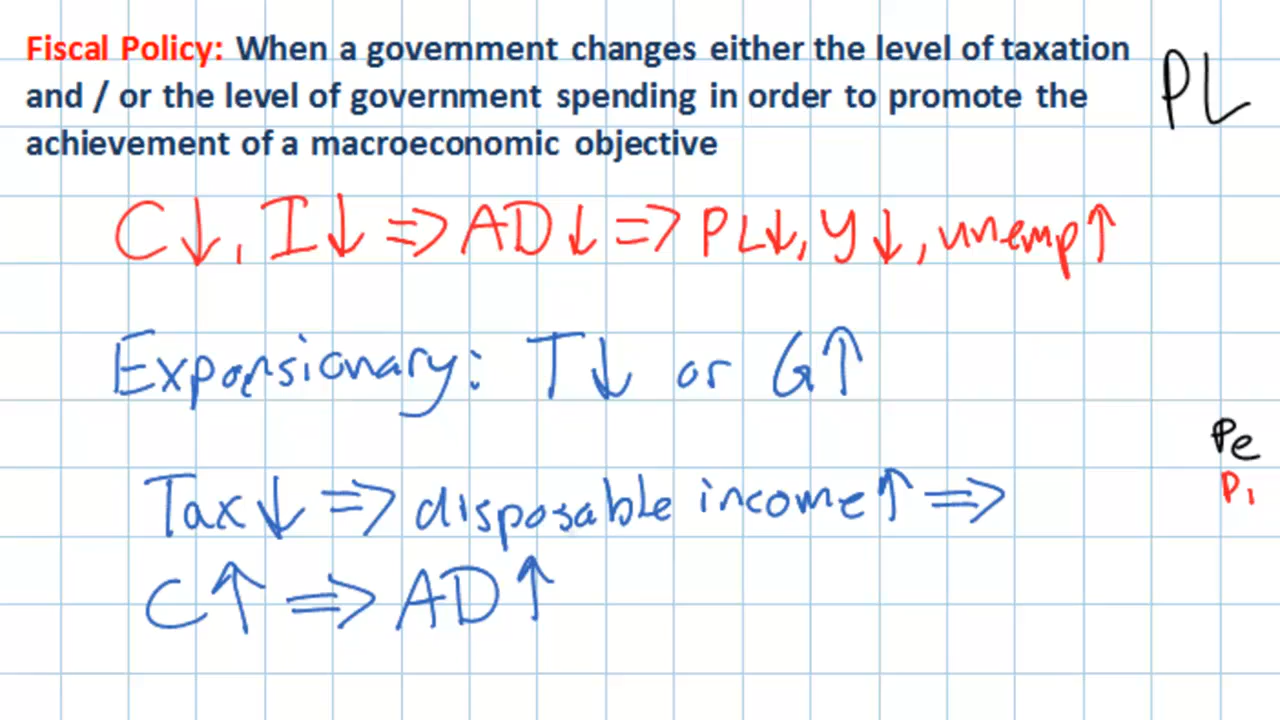 Fiscal Policy: When a government changes either the level of taxation
and / or the level of government spending in order to promote the
achievement of a macroeconomic objective
PL
C↓, I↓ => AD↓ => PL↓, Y↓, unemp↑
Expansionary: T↓ or G↑
Pe
P1
Tax↓ => disposable income↑ =>
C↑ => AD↑